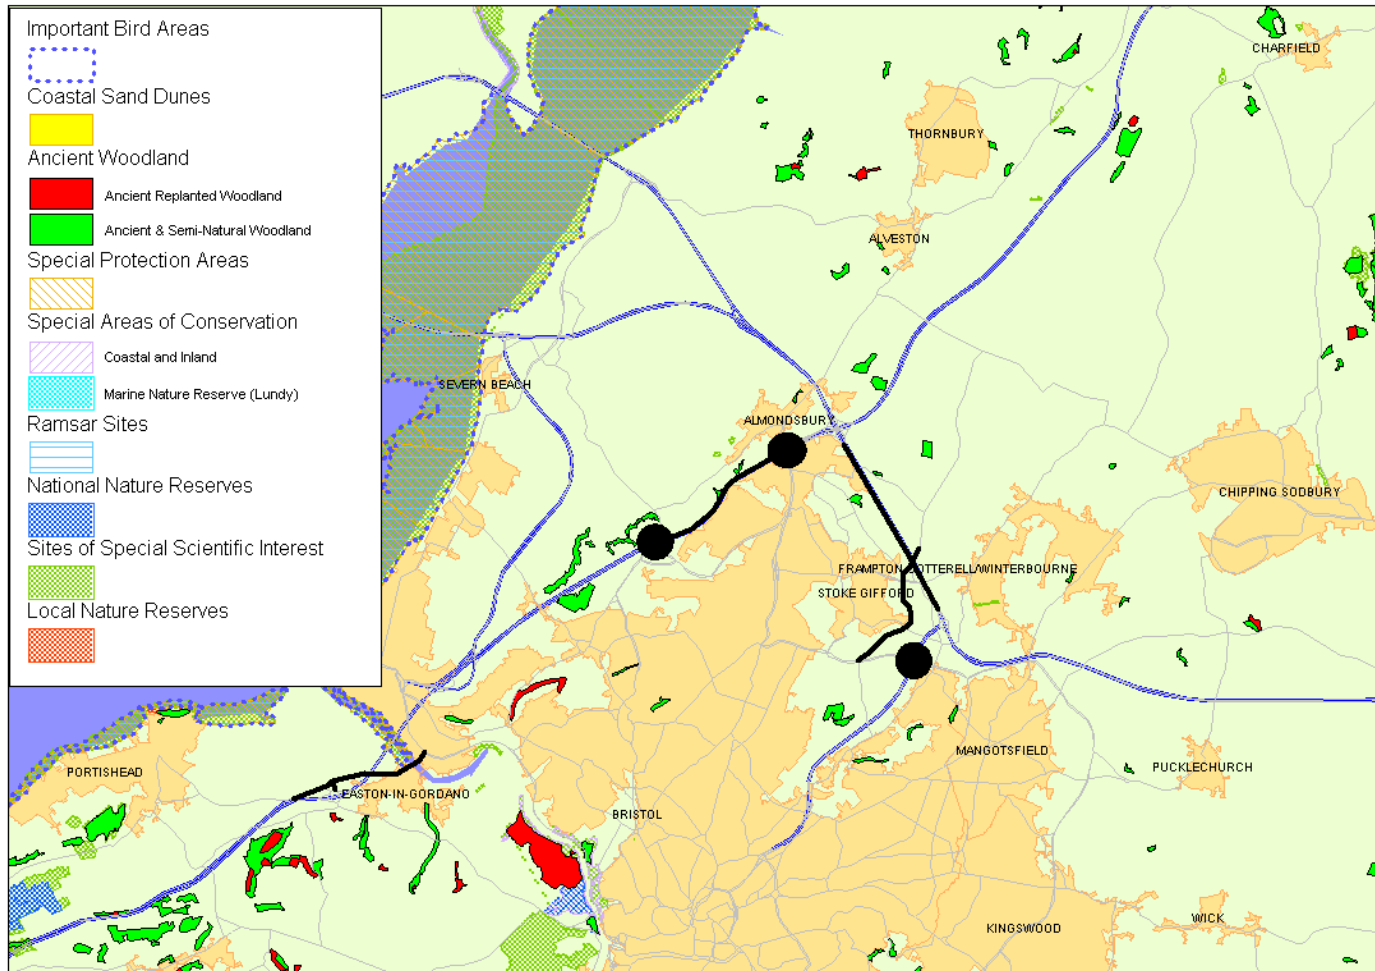 Important Bird Areas
Coastal Sand Dunes
Ancient Woodland
Ancient Replanted Woodland
Ancient & Semi-Natural Woodland
Special Protection Areas
Special Areas of Conservation
Coastal and Inland
Marine Nature Reserve (Lundy)
Ramsar Sites
National Nature Reserves
Sites of Special Scientific Interest
Local Nature Reserves
CHARFIELD
THORNBURY
ALVESTON
SEVERN BEACH
ALMONDSBURY
CHIPPING SODBURY
FRAMPTON COTTERELL/WINTERBOURNE
STOKE GIFFORD
MANGOTSFIELD
PUCKLECHURCH
PORTISHEAD
EASTON-IN-GORDANO
BRISTOL
WICK
KINGSWOOD